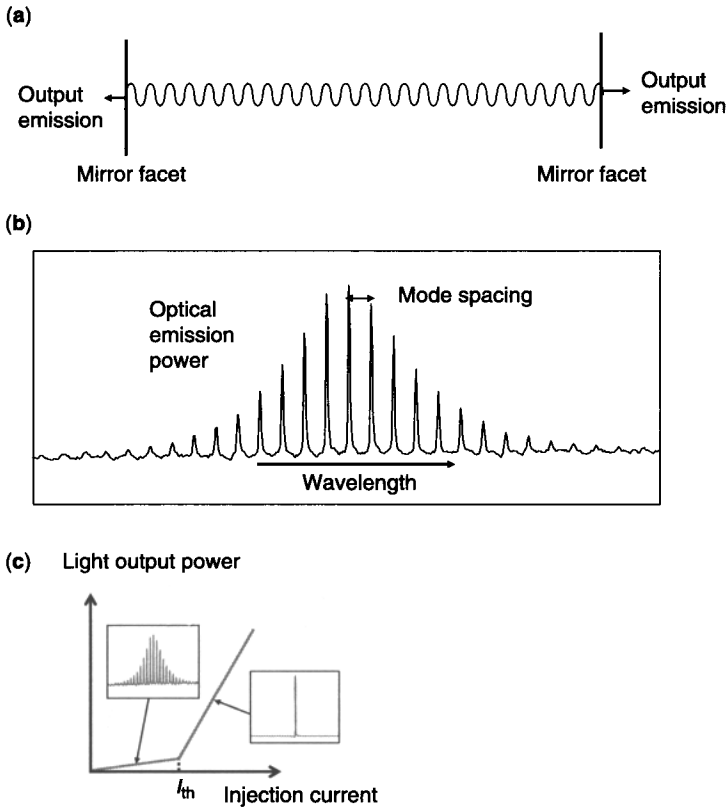 (a)
Output
emission
Output
emission
Mirror facet
Mirror facet
(b)
Optical
emission
power
Mode spacing
Wavelength
(c) Light output power
Ith
Injection current